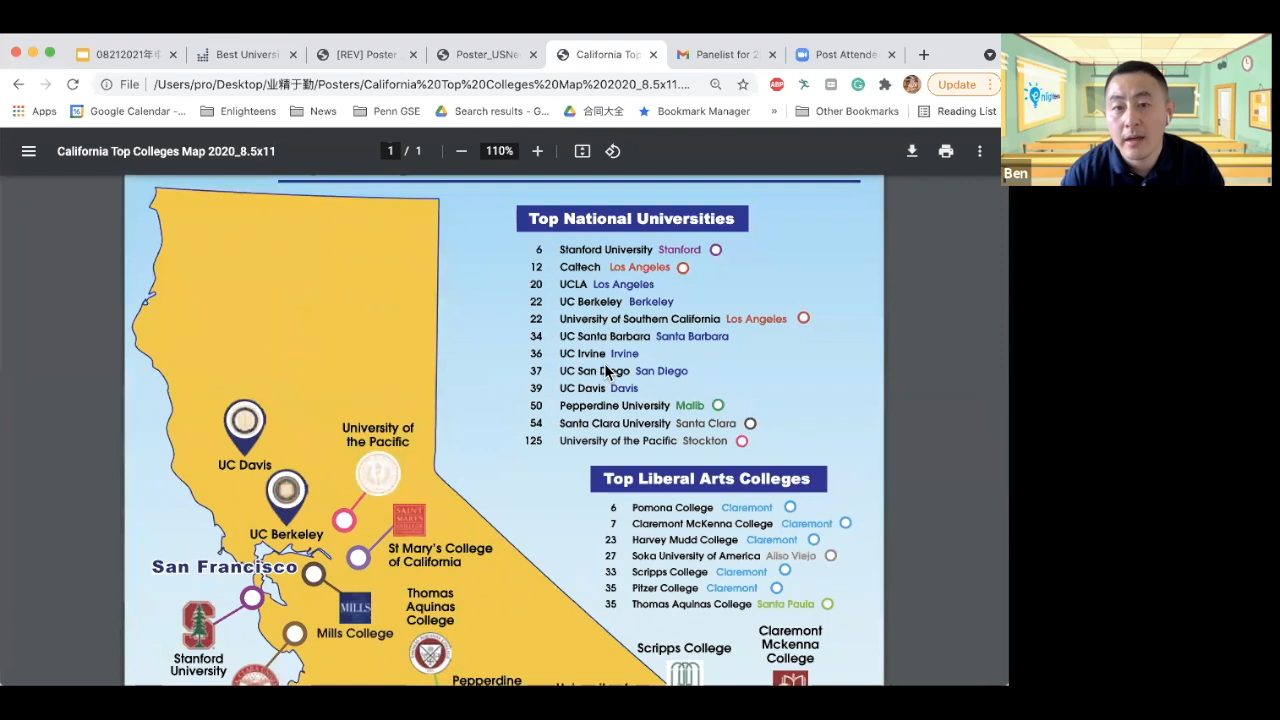 08212021年中
Best Universi
[REV] Poster
Poster_USNe
California Top
Panelist for 2
Post Attende
File
/Users/pro/Desktop/业精于勤/Posters/California%20Top%20Colleges%20Map%202020_8.5x11....
ABP
Update
Apps
16
Google Calendar -...
Enlighteens
News
Penn GSE
Search results - G...
合同大全
Bookmark Manager
»
Other Bookmarks
Reading List
California Top Colleges Map 2020_8.5x11
1 / 1
110%
Ben
Top National Universities
6 Stanford University Stanford
12 Caltech Los Angeles
20 UCLA Los Angeles
22 UC Berkeley Berkeley
22 University of Southern California Los Angeles
34 UC Santa Barbara Santa Barbara
36 UC Irvine Irvine
37 UC San Diego San Diego
39 UC Davis Davis
50 Pepperdine University Malib
54 Santa Clara University Santa Clara
125 University of the Pacific Stockton
Top Liberal Arts Colleges
6 Pomona College Claremont
7 Claremont McKenna College Claremont
23 Harvey Mudd College Claremont
27 Soka University of America Aliso Viejo
33 Scripps College Claremont
35 Pitzer College Claremont
35 Thomas Aquinas College Santa Paula
University of
the Pacific
UC Davis
UC Berkeley
SAINT
MARY'S
COLLEGE
St Mary's College
of California
San Francisco
MILLS
Mills College
Thomas
Aquinas
College
Stanford
University
Pepperdine
Scripps College
Claremont
Mckenna
College